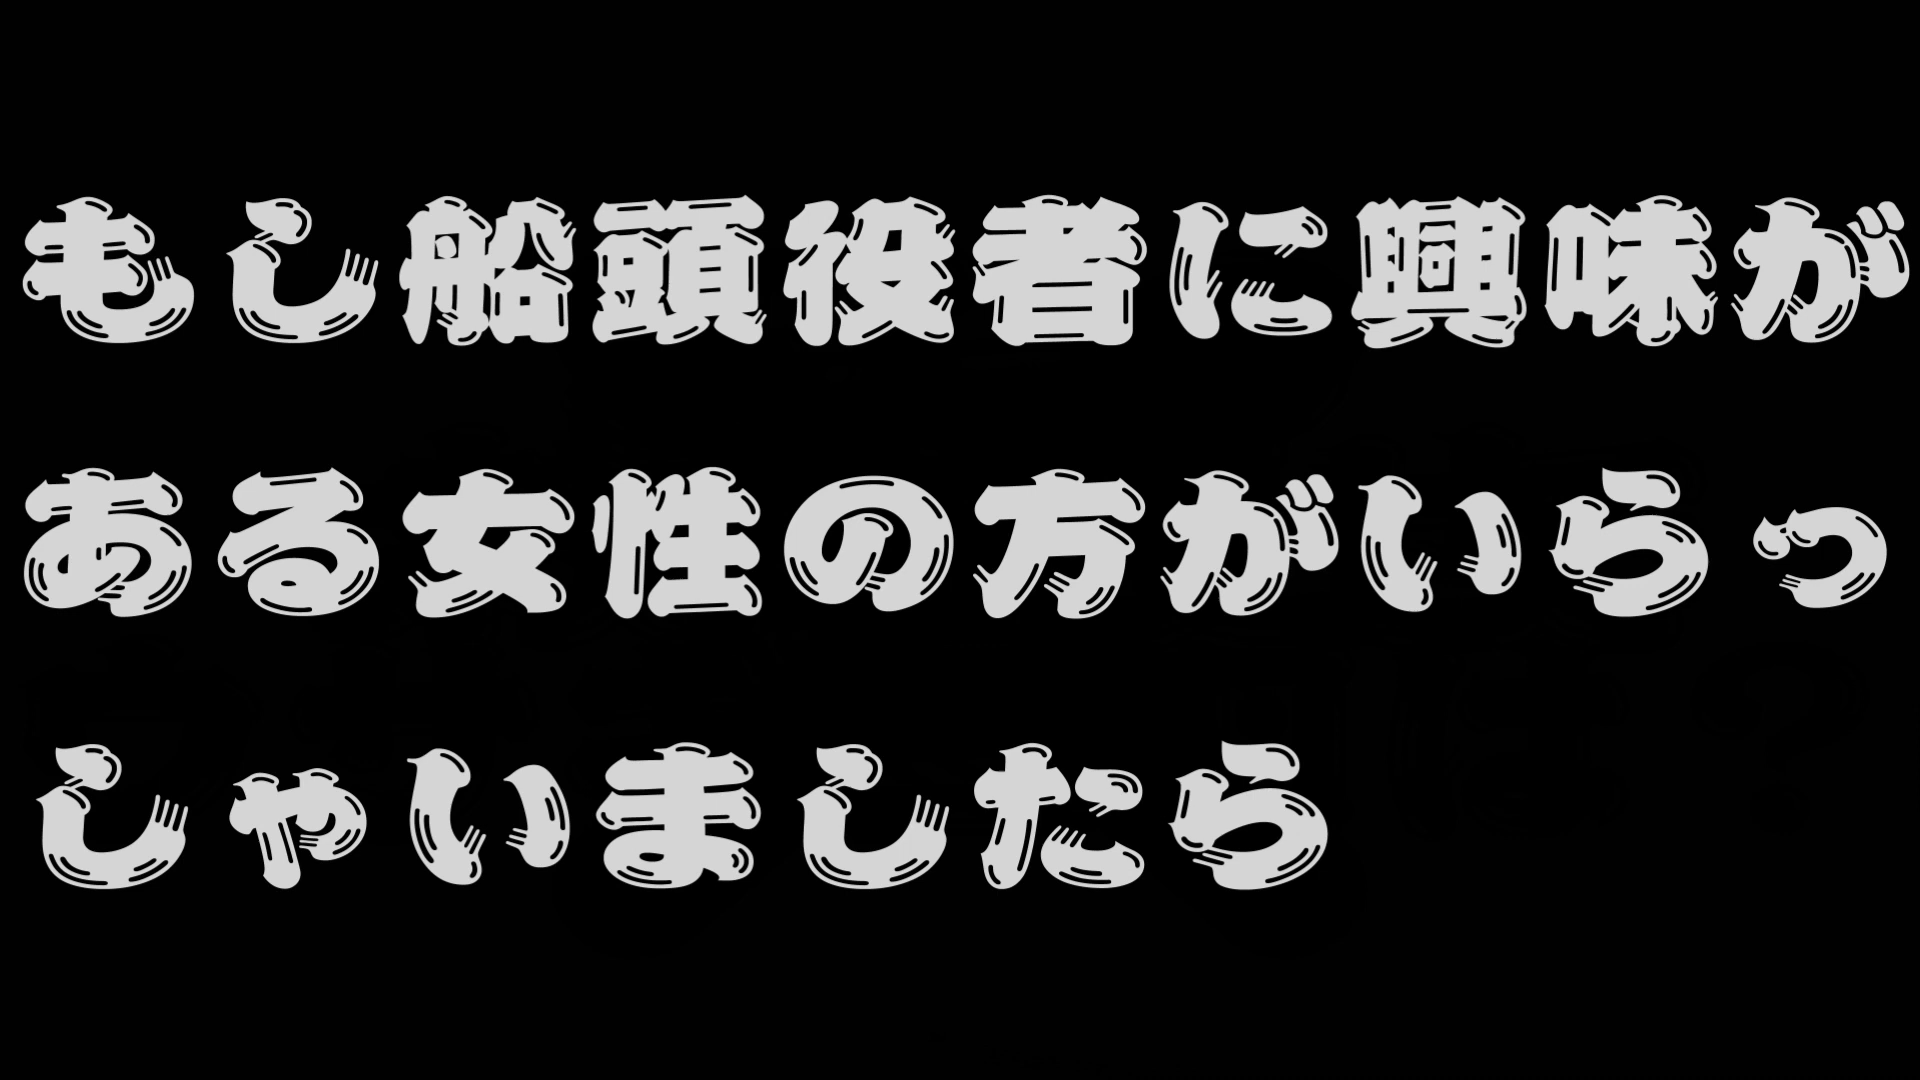 もし船頭役者に興味が
ある女性の方がいらっ
しゃいましたら